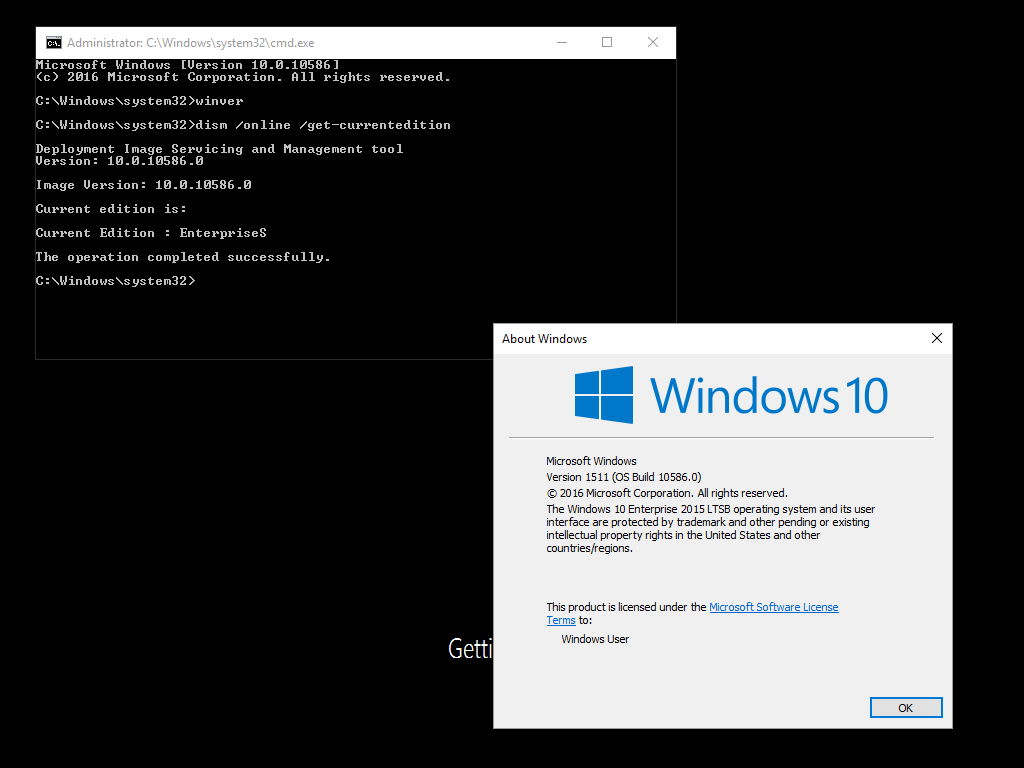 Administrator: C:\Windows\system32\cmd.exe
Microsoft Windows [Version 10.0.10586]
(c) 2016 Microsoft Corporation. All rights reserved.
C:\Windows\system32>winver
C:\Windows\system32>dism /online /get-currentedition
Deployment Image Servicing and Management tool
Version: 10.0.10586.0
Image Version: 10.0.10586.0
Current edition is:
Current Edition : EnterpriseS
The operation completed successfully.
C:\Windows\system32>
About Windows
Windows 10
Microsoft Windows
Version 1511 (OS Build 10586.0)
© 2016 Microsoft Corporation. All rights reserved.
The Windows 10 Enterprise 2015 LTSB operating system and its user
interface are protected by trademark and other pending or existing
intellectual property rights in the United States and other
countries/regions.
This product is licensed under the Microsoft Software License
Terms to:
Windows User
Getti
OK